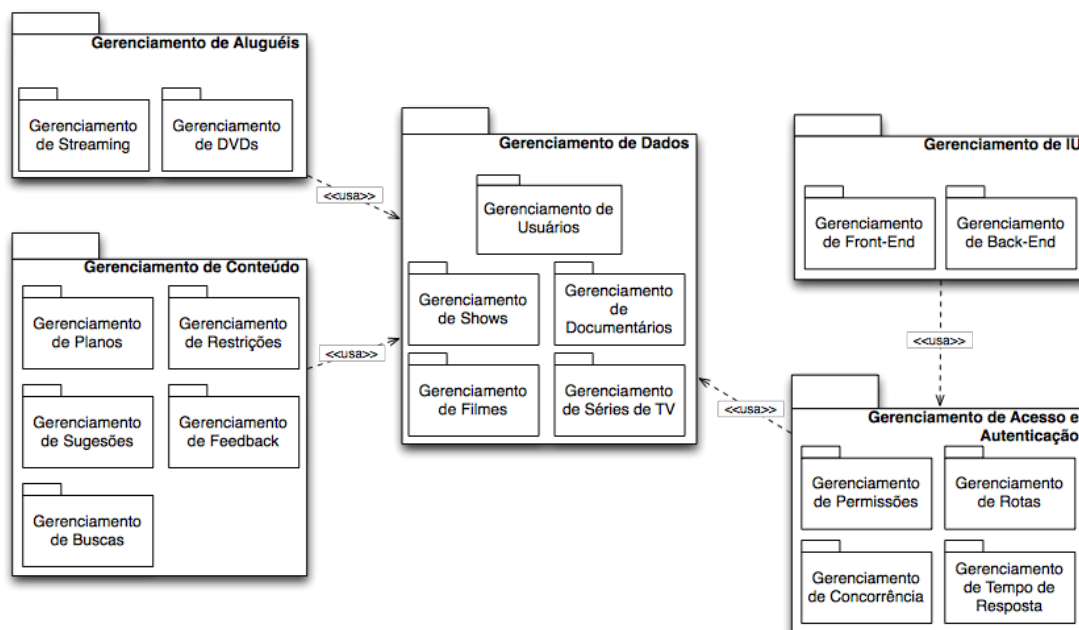 Gerenciamento de Aluguéis
Gerenciamento
de Streaming
Gerenciamento
de DVDs
<<usa>>
Gerenciamento de Conteúdo
Gerenciamento
de Planos
Gerenciamento
de Restrições
Gerenciamento
de Sugesões
Gerenciamento
de Feedback
Gerenciamento
de Buscas
<<usa>>
Gerenciamento de Dados
Gerenciamento de
Usuários
Gerenciamento
de Shows
Gerenciamento
de
Documentários
Gerenciamento
de Filmes
Gerenciamento
de Séries de TV
<<usa>>
Gerenciamento de IU
Gerenciamento
de Front-End
Gerenciamento
de Back-End
<<usa>>
Gerenciamento de Acesso e
Autenticação
Gerenciamento
de Permissões
Gerenciamento
de Rotas
Gerenciamento
de Concorrência
Gerenciamento
de Tempo de
Resposta